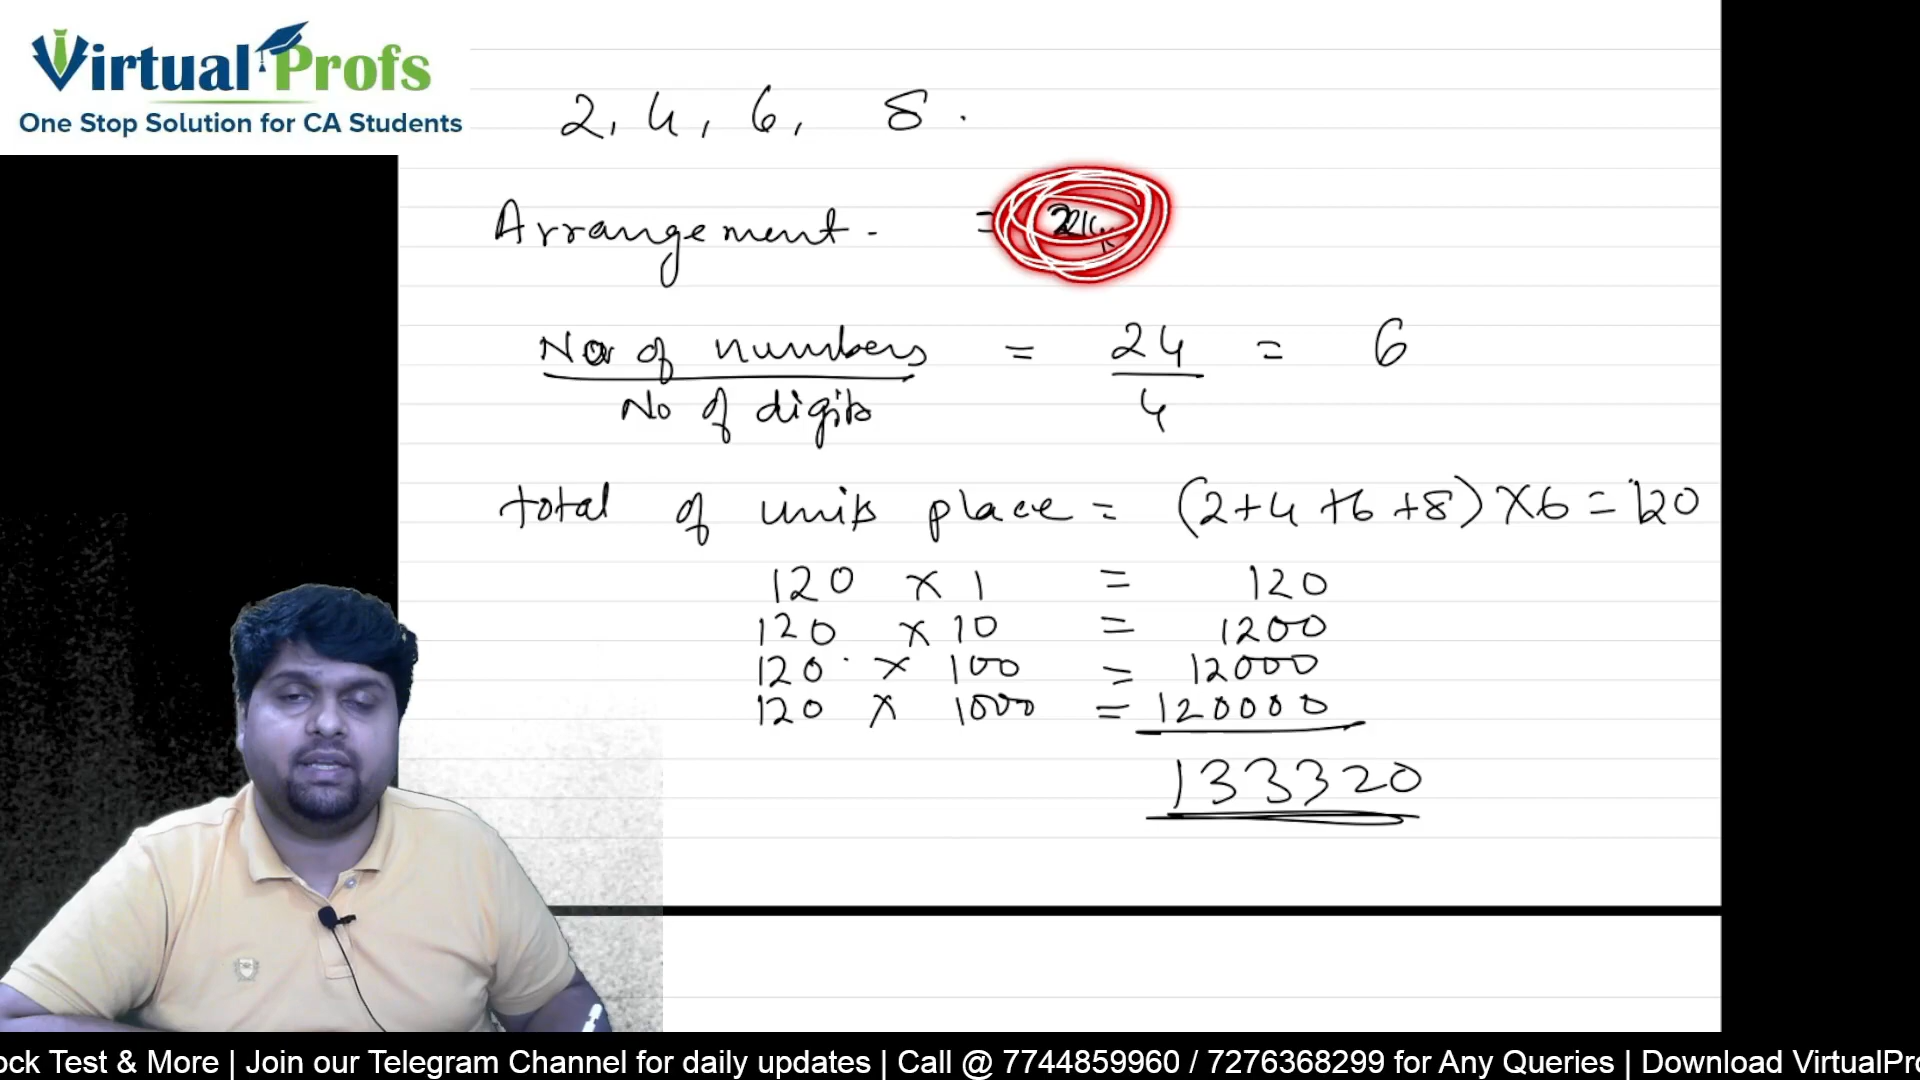 Virtual Profs
One Stop Solution for CA Students
2, 4, 6, 8.
Arrangement. =
No of numbers = 24 = 6
No of digits 4
total of units place = (2+4+6+8) × 6 = 120
120 × 1 = 120
120 × 10 = 1200
120 × 100 = 12000
120 × 1000 = 120000
133320
ock Test & More | Join our Telegram Channel for daily updates | Call @ 7744859960 / 7276368299 for Any Queries | Download VirtualPro